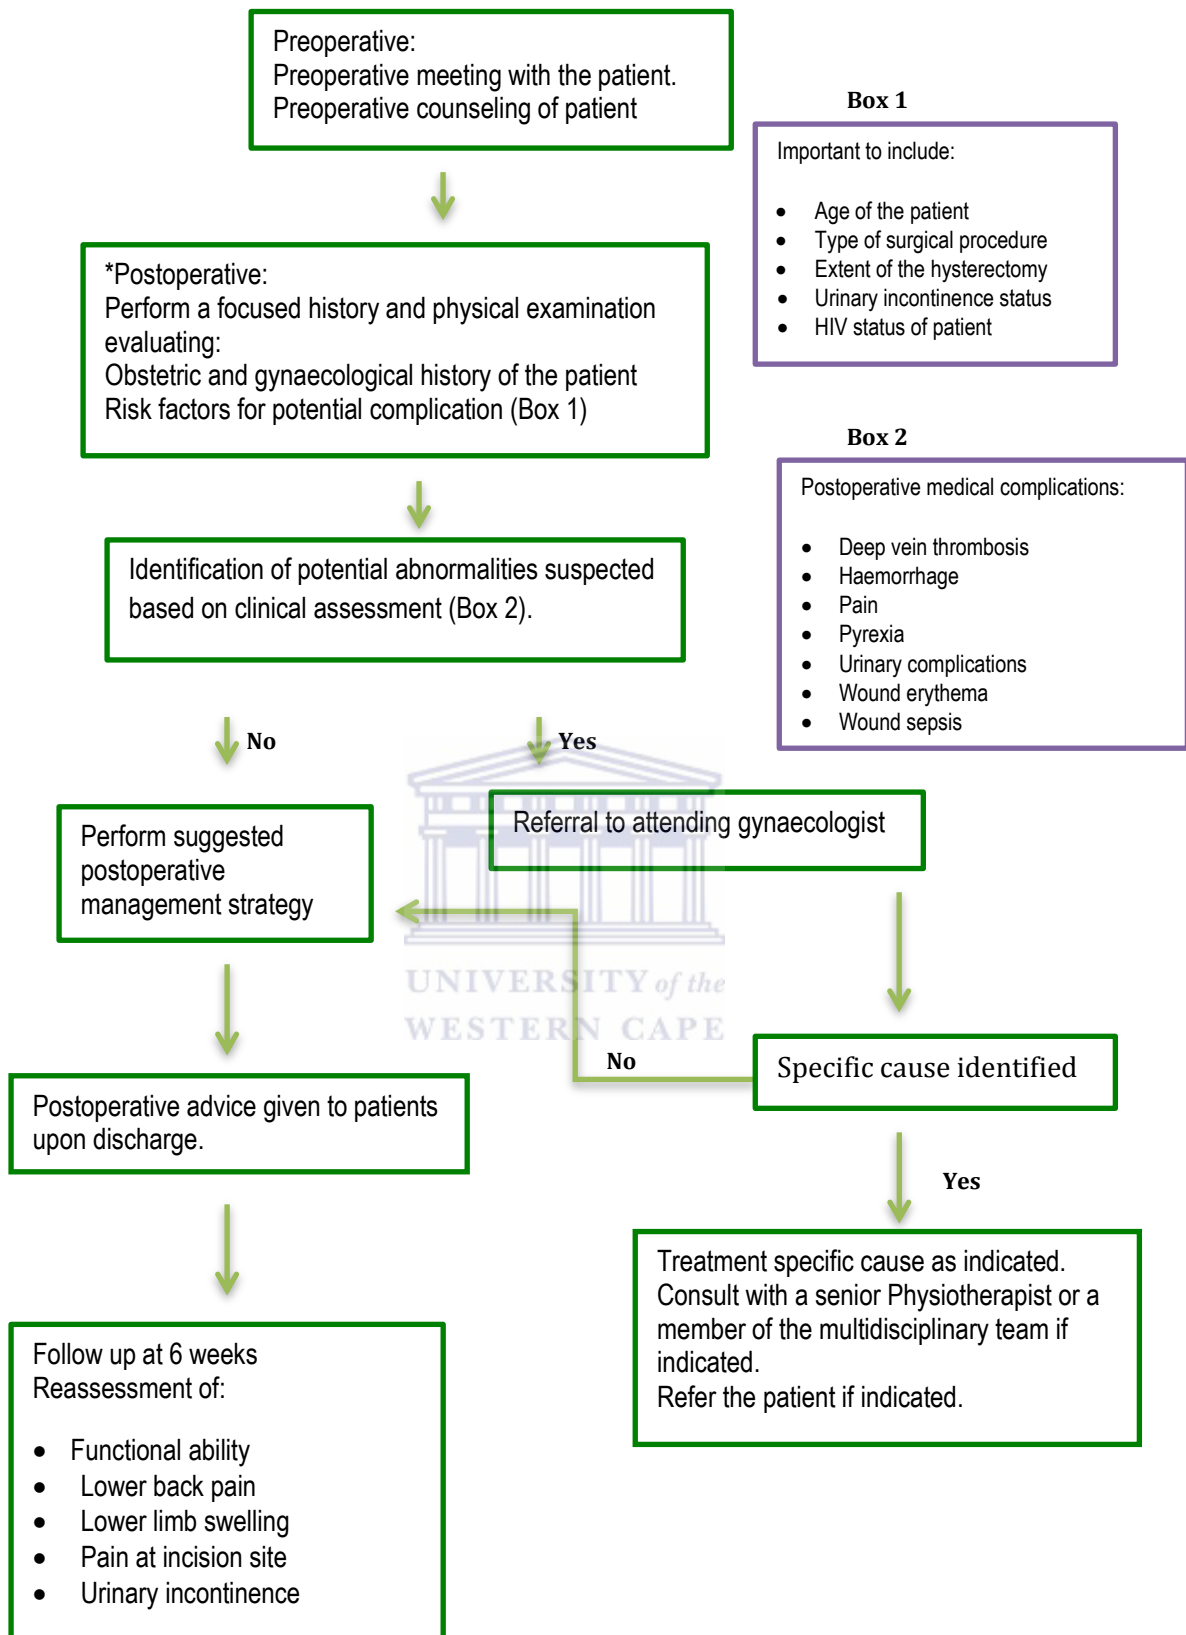 Preoperative:
Preoperative meeting with the patient.
Preoperative counseling of patient
Box 1
Important to include:
• Age of the patient
• Type of surgical procedure
• Extent of the hysterectomy
• Urinary incontinence status
• HIV status of patient
*Postoperative:
Perform a focused history and physical examination
evaluating:
Obstetric and gynaecological history of the patient
Risk factors for potential complication (Box 1)
Box 2
Postoperative medical complications:
• Deep vein thrombosis
• Haemorrhage
• Pain
• Pyrexia
• Urinary complications
• Wound erythema
• Wound sepsis
Identification of potential abnormalities suspected
based on clinical assessment (Box 2).
No
Yes
Perform suggested
postoperative
management strategy
Referral to attending gynaecologist
UNIVERSITY of the
WESTERN CAPE
No
Specific cause identified
Postoperative advice given to patients
upon discharge.
Yes
Treatment specific cause as indicated.
Consult with a senior Physiotherapist or a
member of the multidisciplinary team if
indicated.
Refer the patient if indicated.
Follow up at 6 weeks
Reassessment of:
• Functional ability
• Lower back pain
• Lower limb swelling
• Pain at incision site
• Urinary incontinence